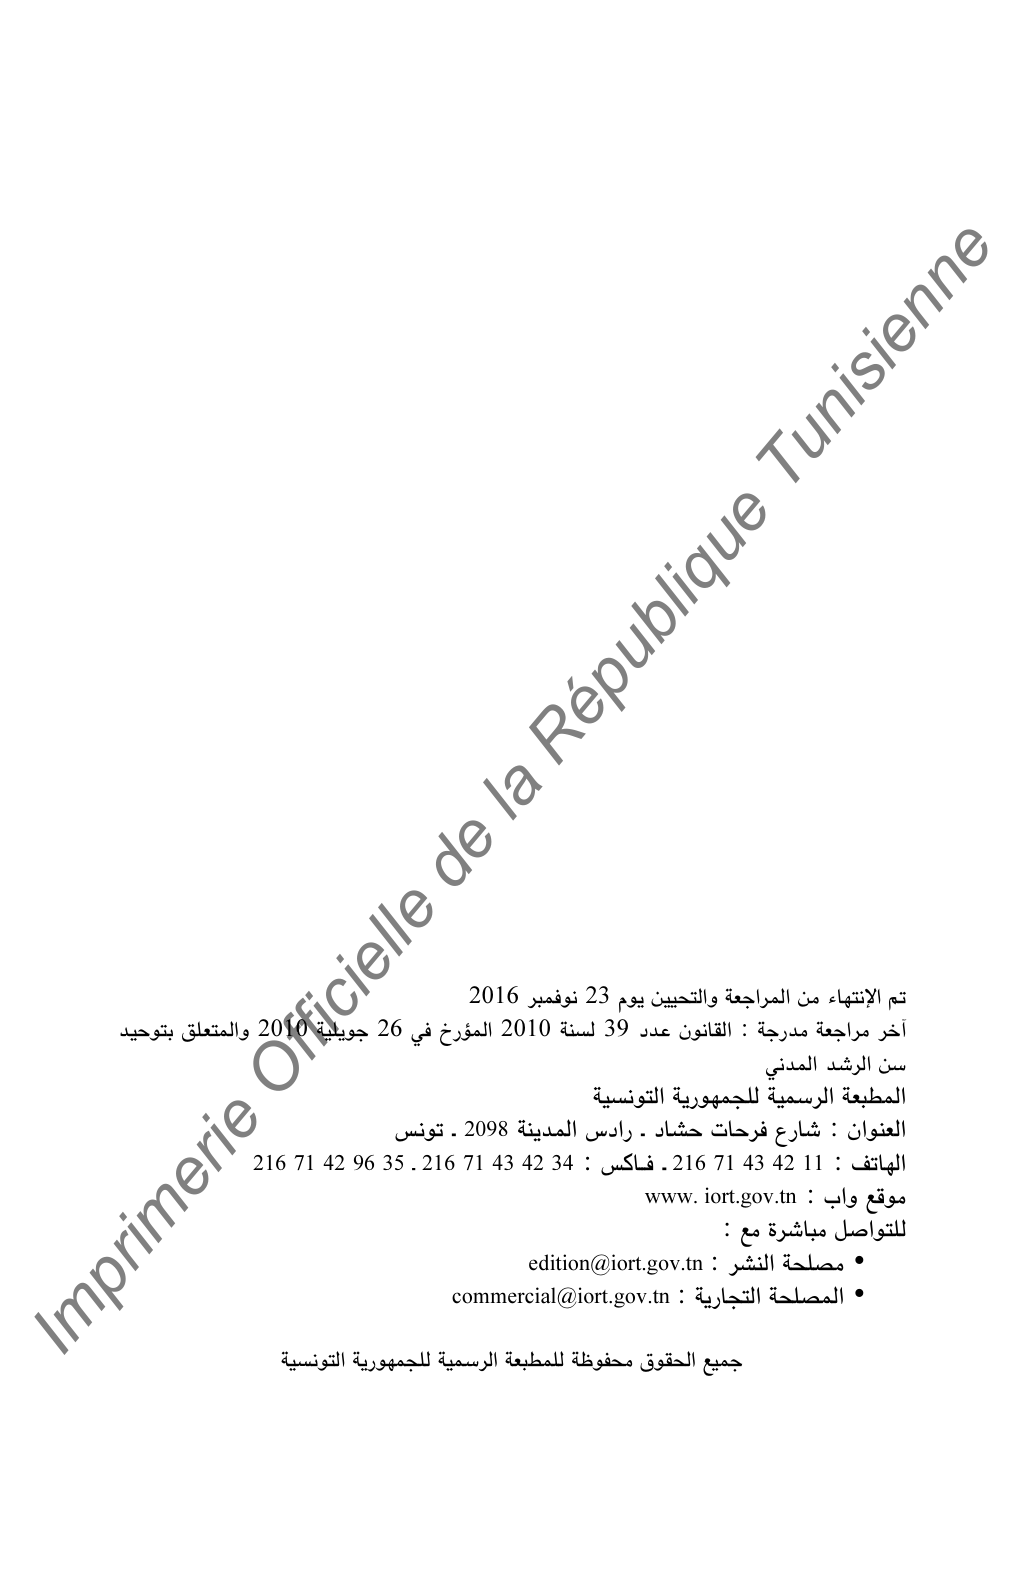 Imprimerie Officielle de la République Tunisienne
تم الإنتهاء من المراجعة والتحيين يوم 23 نوفمبر 2016
آخر مراجعة مدرجة : القانون عدد 39 لسنة 2010 المؤرخ في 26 جويلية 2010 والمتعلق بتوحيد
سن الرشد المدني
المطبعة الرسمية للجمهورية التونسية
العنوان : شارع فرحات حشاد ـ رادس المدينة 2098 ـ تونس
الهاتف : 216 71 43 42 11 ـ فـاكس : 216 71 43 42 34 ـ 216 71 42 96 35
موقع واب : www. iort.gov.tn
للتواصل مباشرة مع :
• مصلحة النشر : edition@iort.gov.tn
• المصلحة التجارية : commercial@iort.gov.tn
جميع الحقوق محفوظة للمطبعة الرسمية للجمهورية التونسية